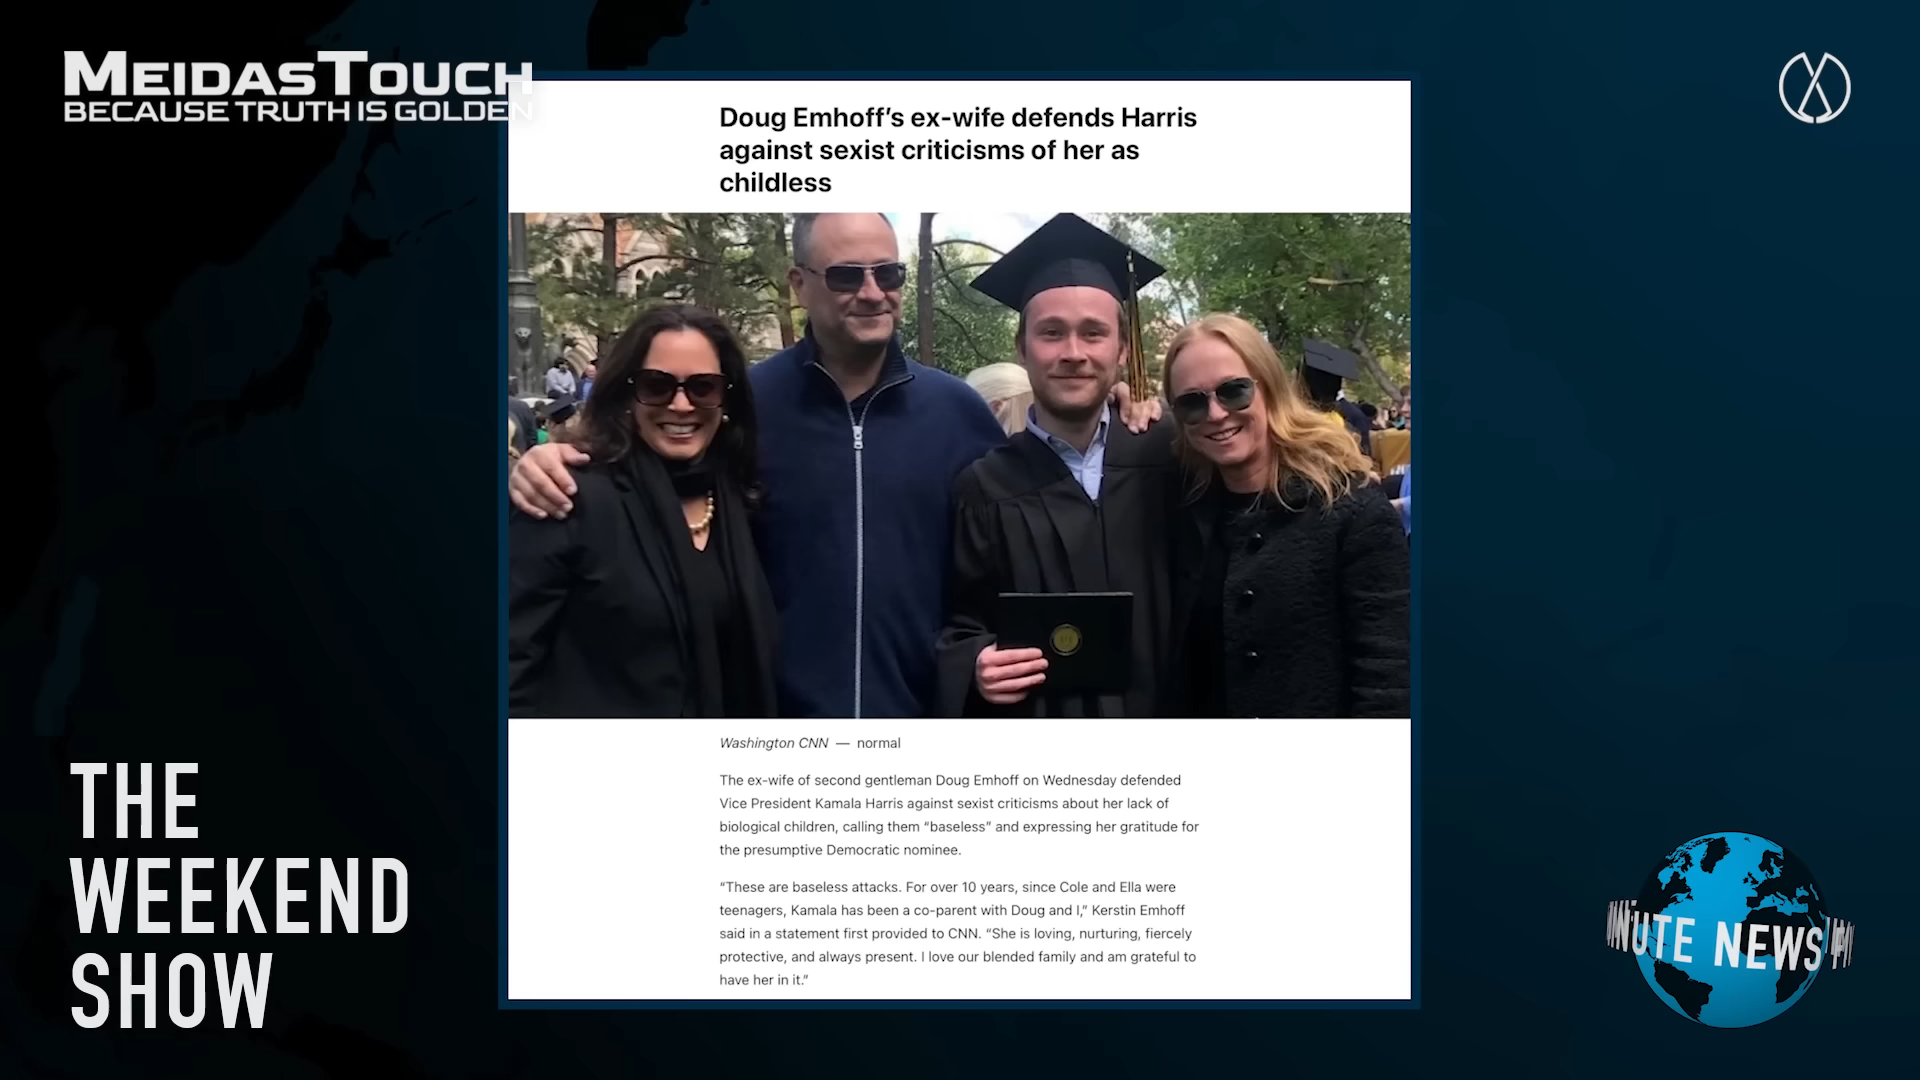 MEIDASTOUCH
BECAUSE TRUTH IS GOLDEN
Doug Emhoff’s ex-wife defends Harris
against sexist criticisms of her as
childless
Washington CNN — normal
The ex-wife of second gentleman Doug Emhoff on Wednesday defended
Vice President Kamala Harris against sexist criticisms about her lack of
biological children, calling them “baseless” and expressing her gratitude for
the presumptive Democratic nominee.
“These are baseless attacks. For over 10 years, since Cole and Ella were
teenagers, Kamala has been a co-parent with Doug and I,” Kerstin Emhoff
said in a statement first provided to CNN. “She is loving, nurturing, fiercely
protective, and always present. I love our blended family and am grateful to
have her in it.”
THE
WEEKEND
SHOW
NUTE NEWS